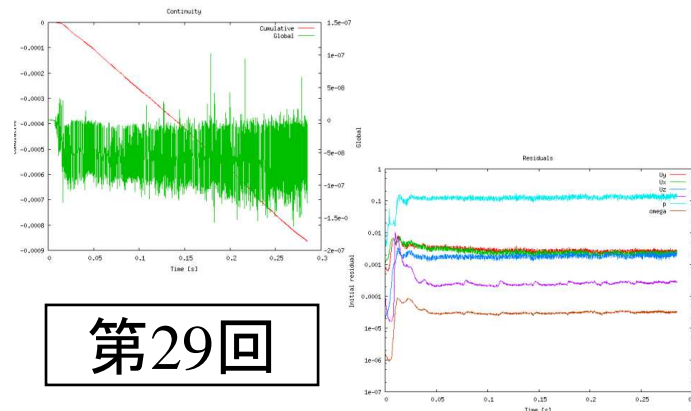 Continuity
0
-0.0001
-0.0002
-0.0003
-0.0004
-0.0005
-0.0006
-0.0007
-0.0008
-0.0009
Cumulative
Global
1.5e-07
1e-07
5e-08
0
-5e-08
-1e-07
-1.5e-0
-2e-07
Global
0
0.05
0.1
0.15
0.2
0.25
0.3
Time [s]
Residuals
1
0.1
0.01
0.001
0.0001
1e-05
1e-06
1e-07
Initial residual
Uy
Ux
Uz
p
omega
0
0.05
0.1
0.15
0.2
0.25
Time [s]
第29回